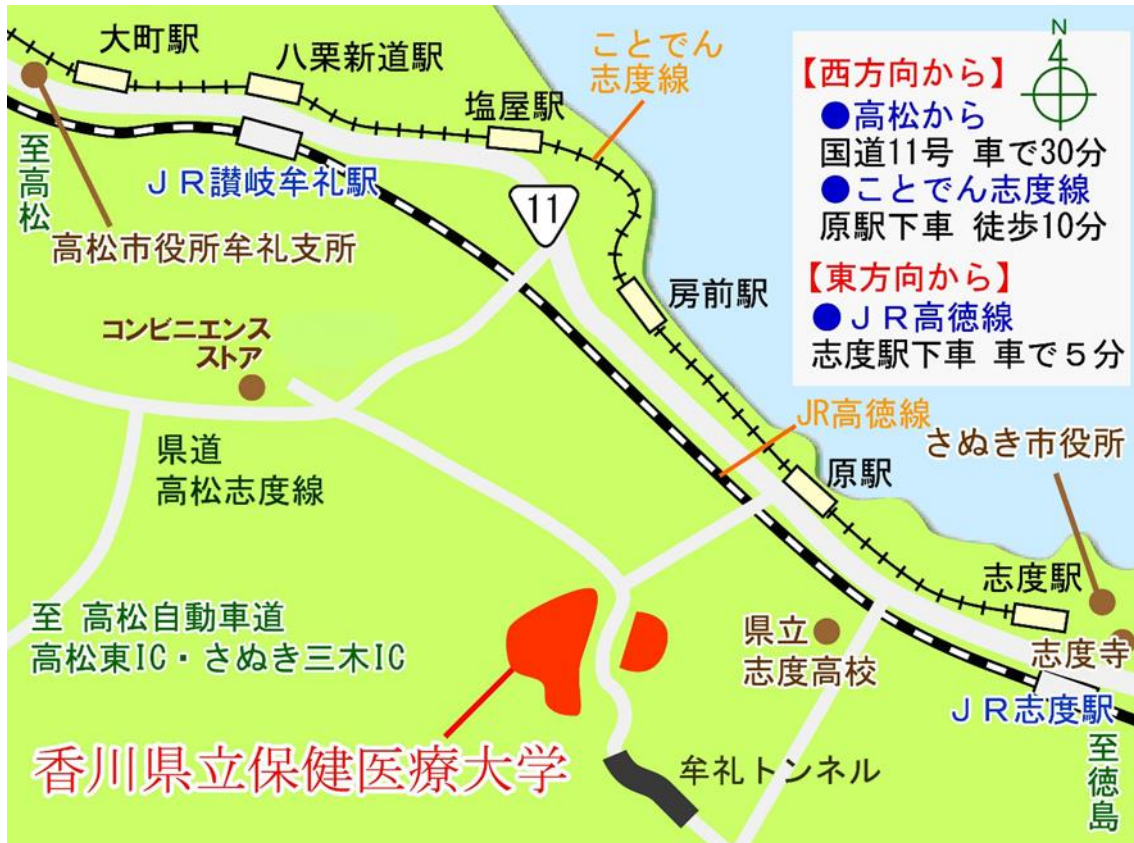 大町駅
八栗新道駅
塩屋駅
ことでん
志度線
N
【西方向から】
●高松から
国道11号 車で30分
●ことでん志度線
原駅下車 徒歩10分
【東方向から】
●ＪＲ高徳線
志度駅下車 車で５分
至高松
ＪＲ讃岐牟礼駅
高松市役所牟礼支所
11
房前駅
コンビニエンス
ストア
JR高徳線
さぬき市役所
県道
高松志度線
原駅
志度駅
至 高松自動車道
高松東IC・さぬき三木IC
県立
志度高校
志度寺
ＪＲ志度駅
香川県立保健医療大学
牟礼トンネル
至徳島